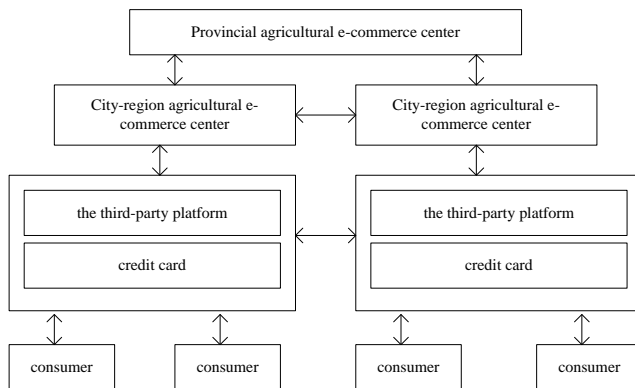 Provincial agricultural e-commerce center
City-region agricultural e-
commerce center
City-region agricultural e-
commerce center
the third-party platform
credit card
the third-party platform
credit card
consumer
consumer
consumer
consumer